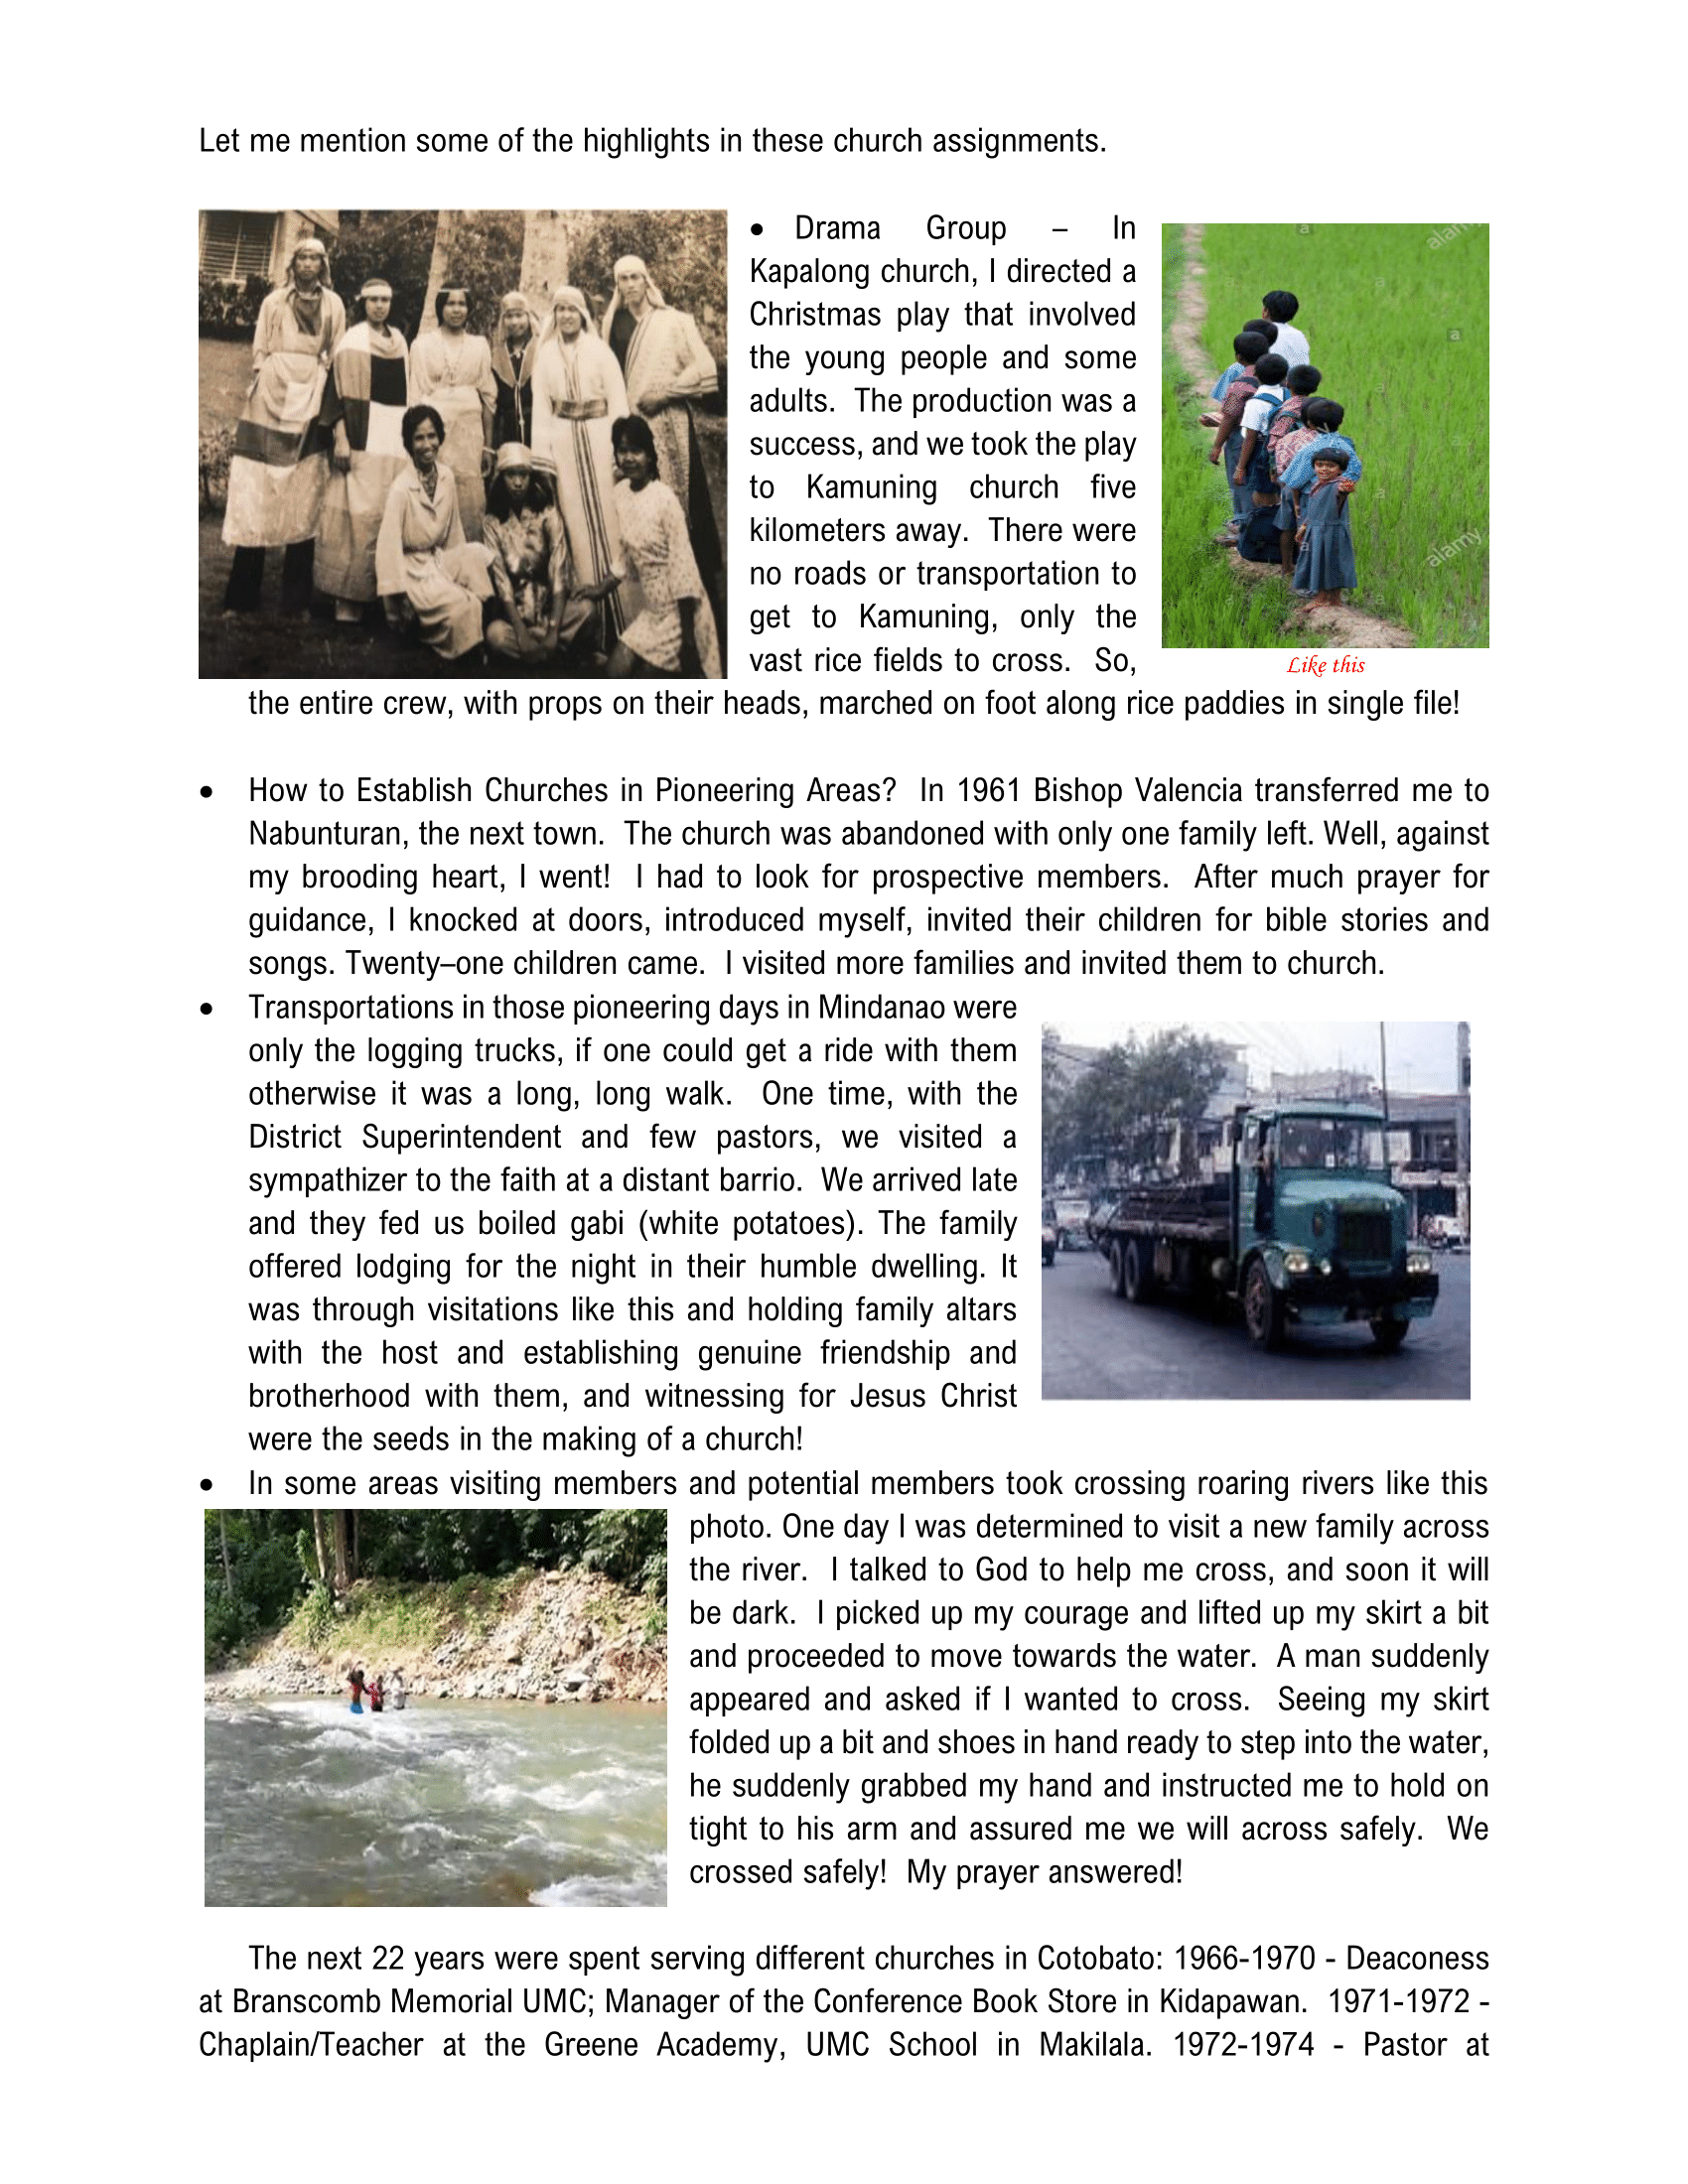 Let me mention some of the highlights in these church assignments.
• Drama Group – In
Kapalong church, I directed a
Christmas play that involved
the young people and some
adults. The production was a
success, and we took the play
to Kamuning church five
kilometers away. There were
no roads or transportation to
get to Kamuning, only the
vast rice fields to cross. So,
alamy
a
a
a
alamy
Like this
the entire crew, with props on their heads, marched on foot along rice paddies in single file!
• How to Establish Churches in Pioneering Areas? In 1961 Bishop Valencia transferred me to
Nabunturan, the next town. The church was abandoned with only one family left. Well, against
my brooding heart, I went! I had to look for prospective members. After much prayer for
guidance, I knocked at doors, introduced myself, invited their children for bible stories and
songs. Twenty–one children came. I visited more families and invited them to church.
• Transportations in those pioneering days in Mindanao were
only the logging trucks, if one could get a ride with them
otherwise it was a long, long walk. One time, with the
District Superintendent and few pastors, we visited a
sympathizer to the faith at a distant barrio. We arrived late
and they fed us boiled gabi (white potatoes). The family
offered lodging for the night in their humble dwelling. It
was through visitations like this and holding family altars
with the host and establishing genuine friendship and
brotherhood with them, and witnessing for Jesus Christ
were the seeds in the making of a church!
• In some areas visiting members and potential members took crossing roaring rivers like this
photo. One day I was determined to visit a new family across
the river. I talked to God to help me cross, and soon it will
be dark. I picked up my courage and lifted up my skirt a bit
and proceeded to move towards the water. A man suddenly
appeared and asked if I wanted to cross. Seeing my skirt
folded up a bit and shoes in hand ready to step into the water,
he suddenly grabbed my hand and instructed me to hold on
tight to his arm and assured me we will across safely. We
crossed safely! My prayer answered!
The next 22 years were spent serving different churches in Cotobato: 1966-1970 - Deaconess
at Branscomb Memorial UMC; Manager of the Conference Book Store in Kidapawan. 1971-1972 -
Chaplain/Teacher at the Greene Academy, UMC School in Makilala. 1972-1974 - Pastor at